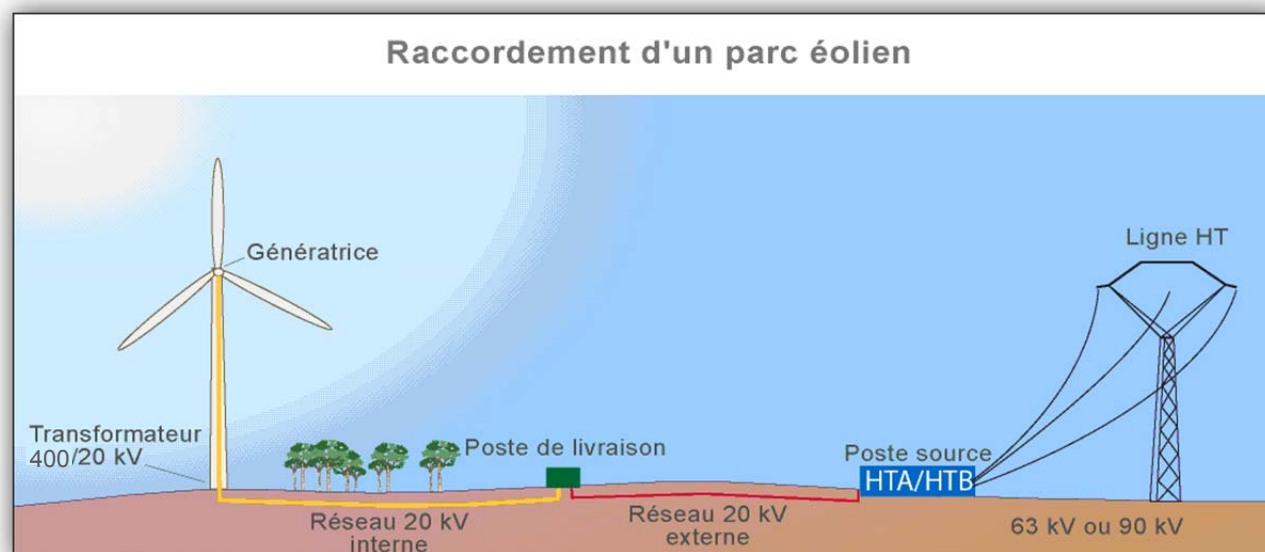 Raccordement d'un parc éolien
Génératrice
Ligne HT
Transformateur
400/20 kV
Poste de livraison
Poste source
HTA/HTB
Réseau 20 kV
interne
Réseau 20 kV
externe
63 kV ou 90 kV